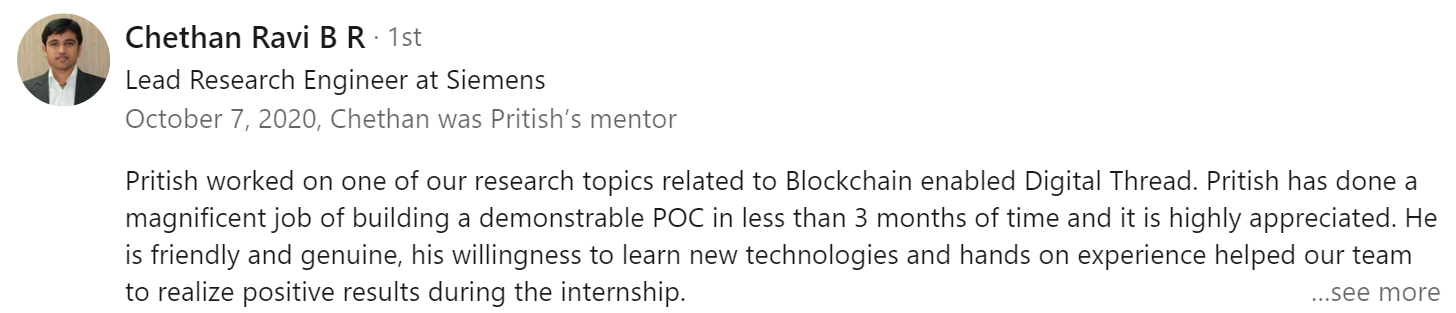 Chethan Ravi B R · 1st
Lead Research Engineer at Siemens
October 7, 2020, Chethan was Pritish’s mentor
Pritish worked on one of our research topics related to Blockchain enabled Digital Thread. Pritish has done a
magnificent job of building a demonstrable POC in less than 3 months of time and it is highly appreciated. He
is friendly and genuine, his willingness to learn new technologies and hands on experience helped our team
to realize positive results during the internship. ...see more